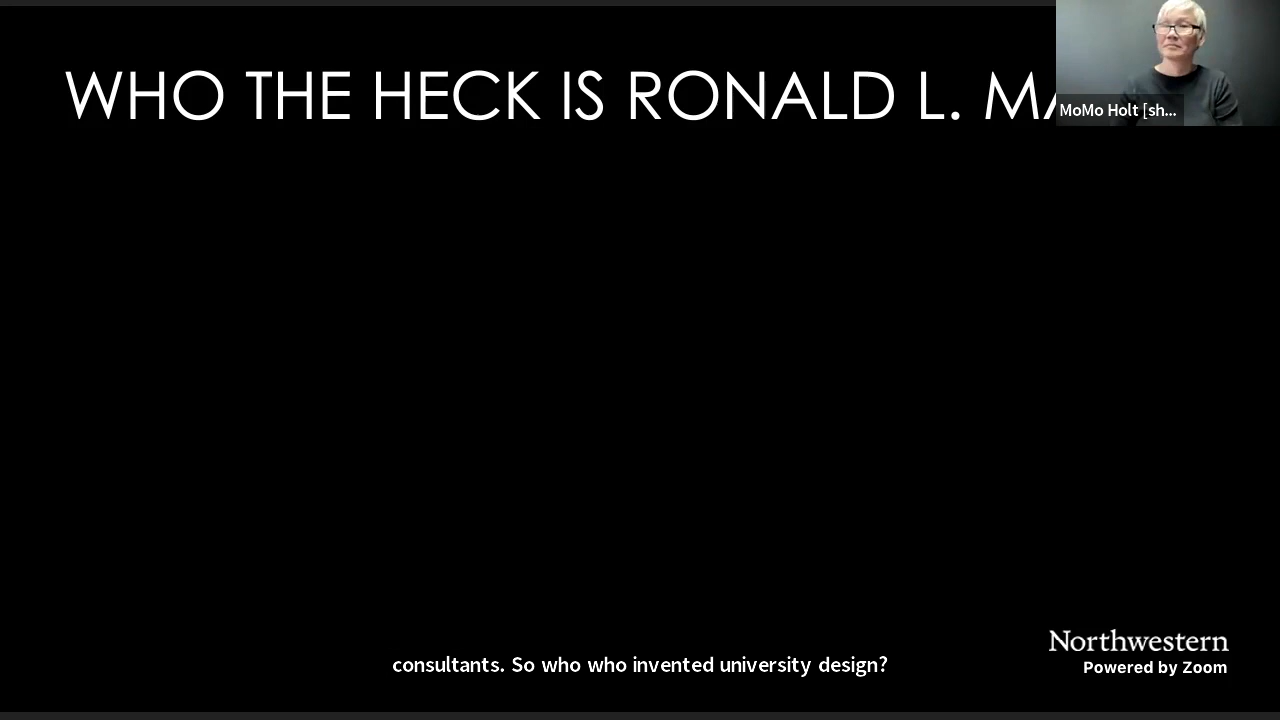 WHO THE HECK IS RONALD L. MA
MoMo Holt [sh...
consultants. So who who invented university design?
Northwestern
Powered by Zoom